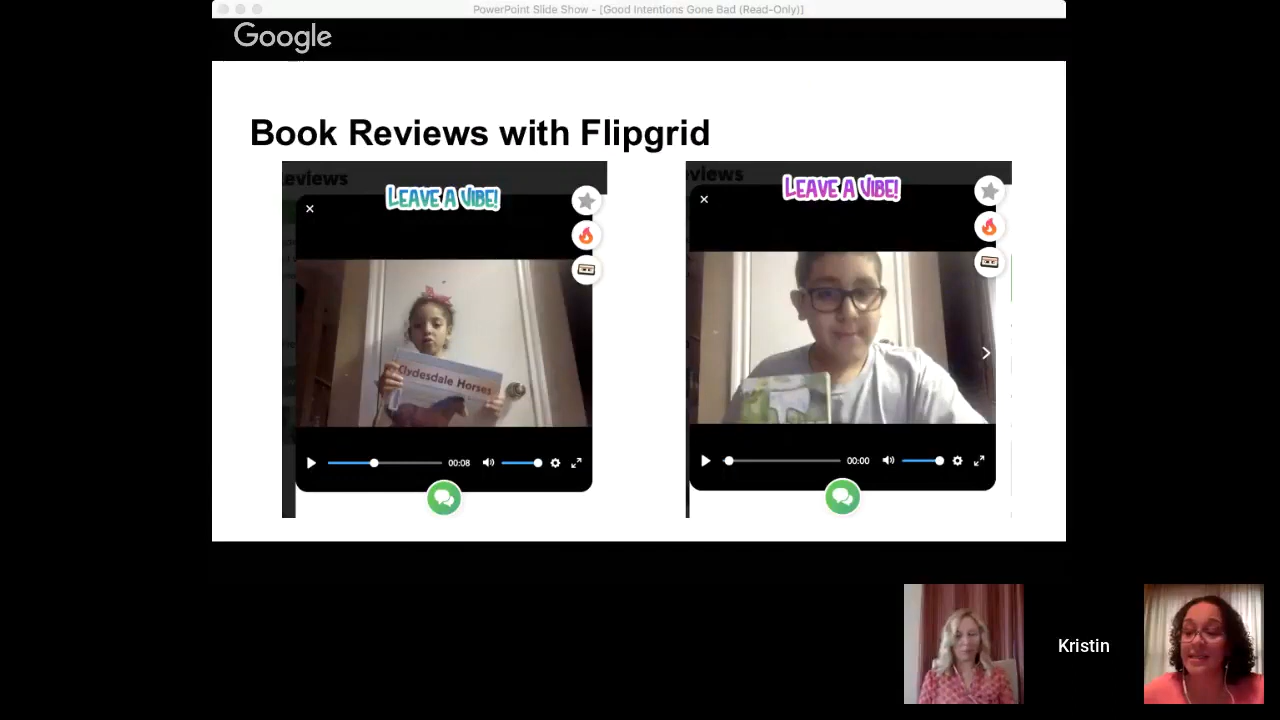 PowerPoint Slide Show - [Good Intentions Gone Bad (Read-Only)]
Google
Book Reviews with Flipgrid
eviews
LEAVE A VIBE!
Clydesdale Horses
00:08
eviews
LEAVE A VIBE!
00:00
Kristin